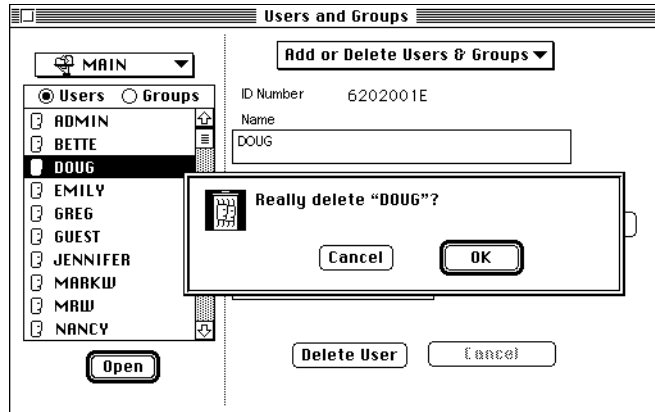 Users and Groups
MAIN
Add or Delete Users & Groups
Users Groups
ID Number 6202001E
Name
DOUG
ADMIN
BETTE
DOUG
EMILY
GREG
GUEST
JENNIFER
MARKW
MRW
NANCY
Really delete “DOUG”?
Cancel OK
Open
Delete User Cancel